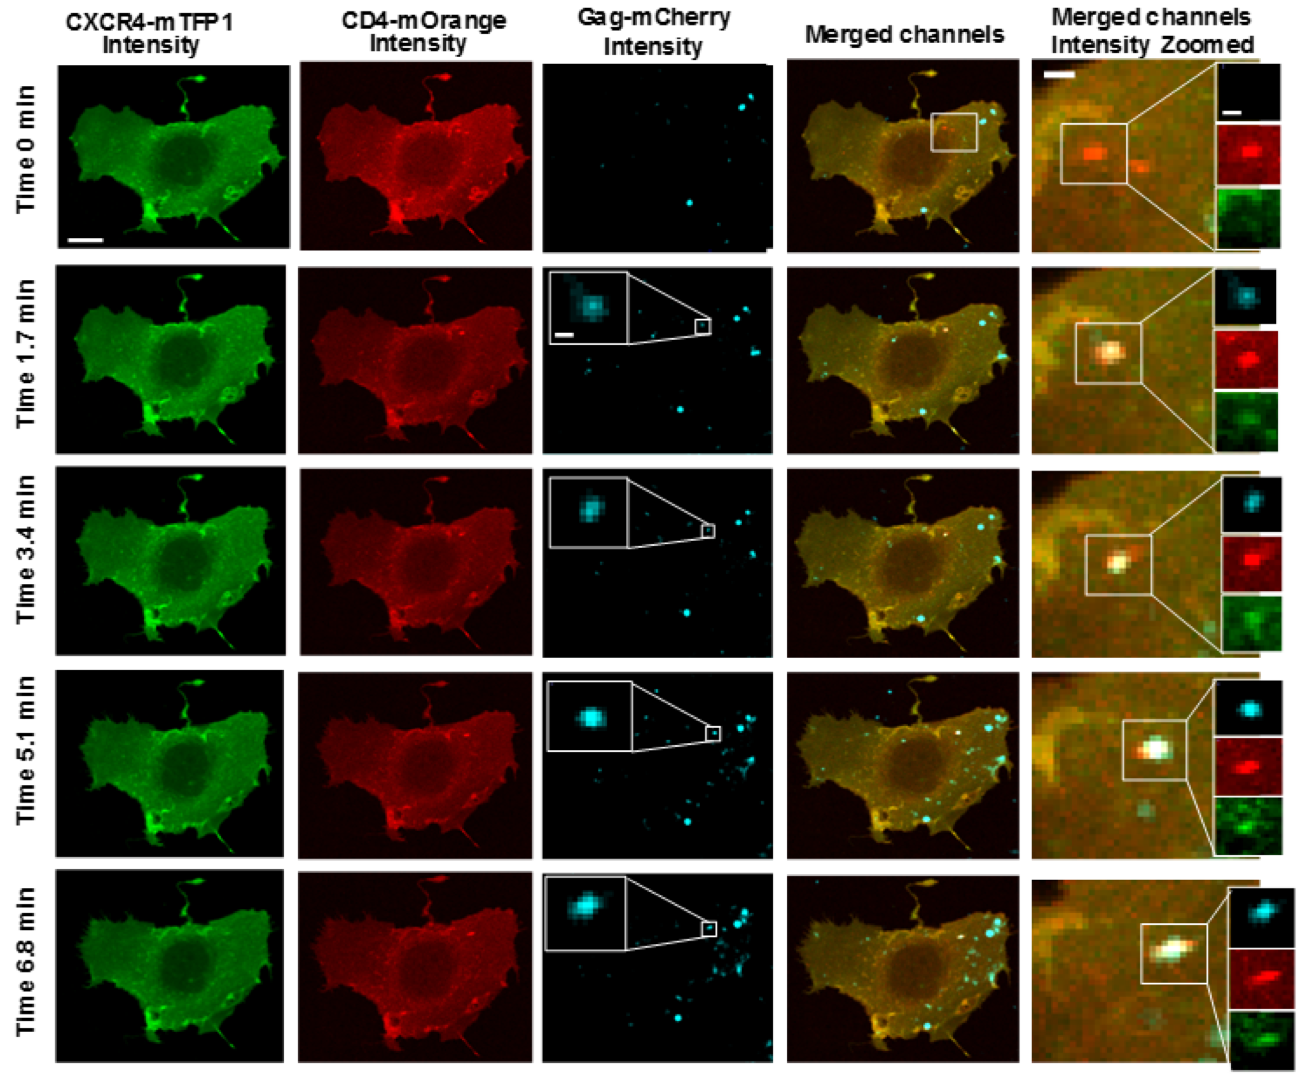 CXCR4-mTFP1
Intensity
CD4-mOrange
Intensity
Gag-mCherry
Intensity
Merged channels
Merged channels
Intensity Zoomed
Time 0 min
Time 1.7 min
Time 3.4 min
Time 5.1 min
Time 6.8 min